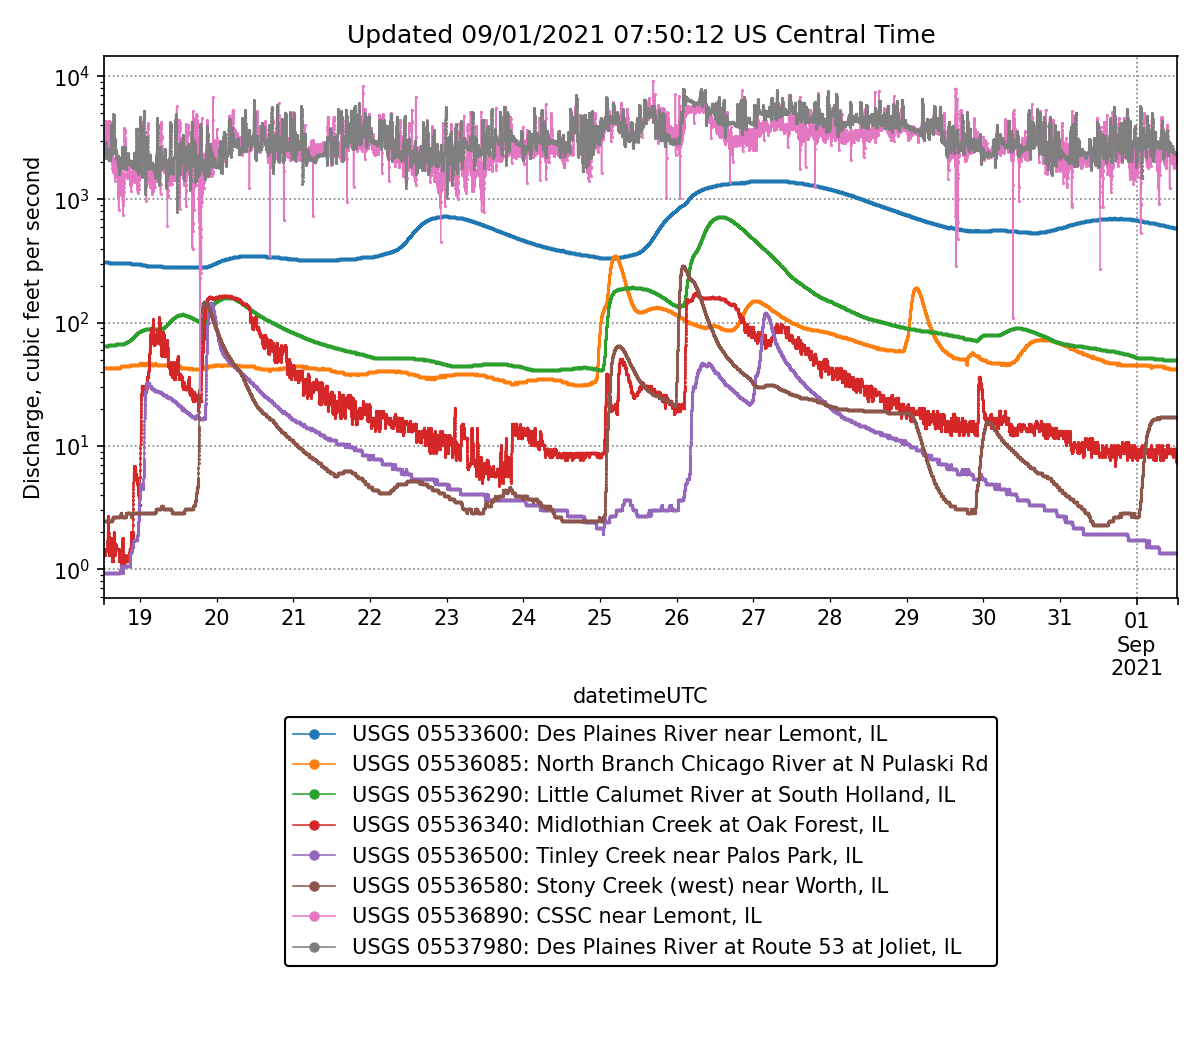 Updated 09/01/2021 07:50:12 US Central Time
Discharge, cubic feet per second
10⁴
10³
10²
10¹
10⁰
19 20 21 22 23 24 25 26 27 28 29 30 31 01
Sep
2021
datetimeUTC
USGS 05533600: Des Plaines River near Lemont, IL
USGS 05536085: North Branch Chicago River at N Pulaski Rd
USGS 05536290: Little Calumet River at South Holland, IL
USGS 05536340: Midlothian Creek at Oak Forest, IL
USGS 05536500: Tinley Creek near Palos Park, IL
USGS 05536580: Stony Creek (west) near Worth, IL
USGS 05536890: CSSC near Lemont, IL
USGS 05537980: Des Plaines River at Route 53 at Joliet, IL